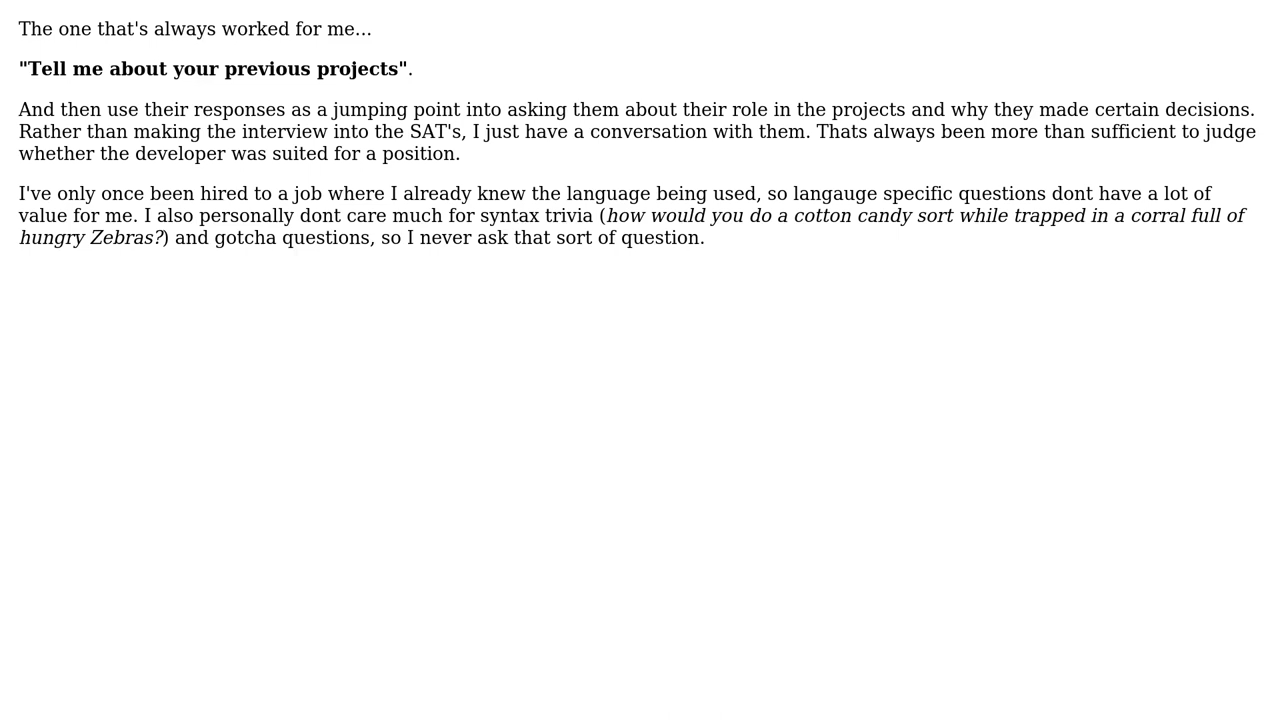 The one that's always worked for me...
"Tell me about your previous projects".
And then use their responses as a jumping point into asking them about their role in the projects and why they made certain decisions.
Rather than making the interview into the SAT's, I just have a conversation with them. Thats always been more than sufficient to judge
whether the developer was suited for a position.
I've only once been hired to a job where I already knew the language being used, so langauge specific questions dont have a lot of
value for me. I also personally dont care much for syntax trivia (how would you do a cotton candy sort while trapped in a corral full of
hungry Zebras?) and gotcha questions, so I never ask that sort of question.